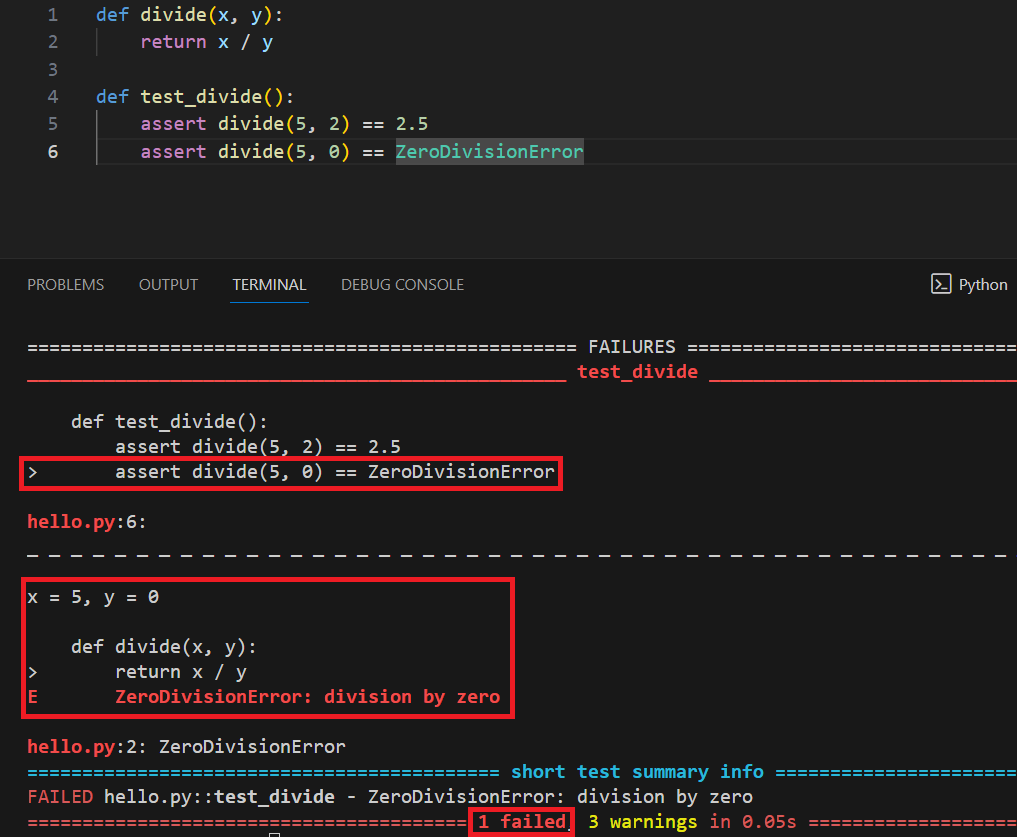 1 def divide(x, y):
2     return x / y
3
4 def test_divide():
5     assert divide(5, 2) == 2.5
6     assert divide(5, 0) == ZeroDivisionError
PROBLEMS OUTPUT TERMINAL DEBUG CONSOLE Python
================================================== FAILURES ==============================
_________________________________________________ test_divide ____________________________
    def test_divide():
        assert divide(5, 2) == 2.5
>       assert divide(5, 0) == ZeroDivisionError
hello.py:6:
_ _ _ _ _ _ _ _ _ _ _ _ _ _ _ _ _ _ _ _ _ _ _ _ _ _ _ _ _ _ _ _ _ _ _ _ _ _ _ _ _ _ _ _ _
x = 5, y = 0
    def divide(x, y):
>       return x / y
E       ZeroDivisionError: division by zero
hello.py:2: ZeroDivisionError
=========================================== short test summary info ======================
FAILED hello.py::test_divide - ZeroDivisionError: division by zero
======================================== 1 failed, 3 warnings in 0.05s ===================